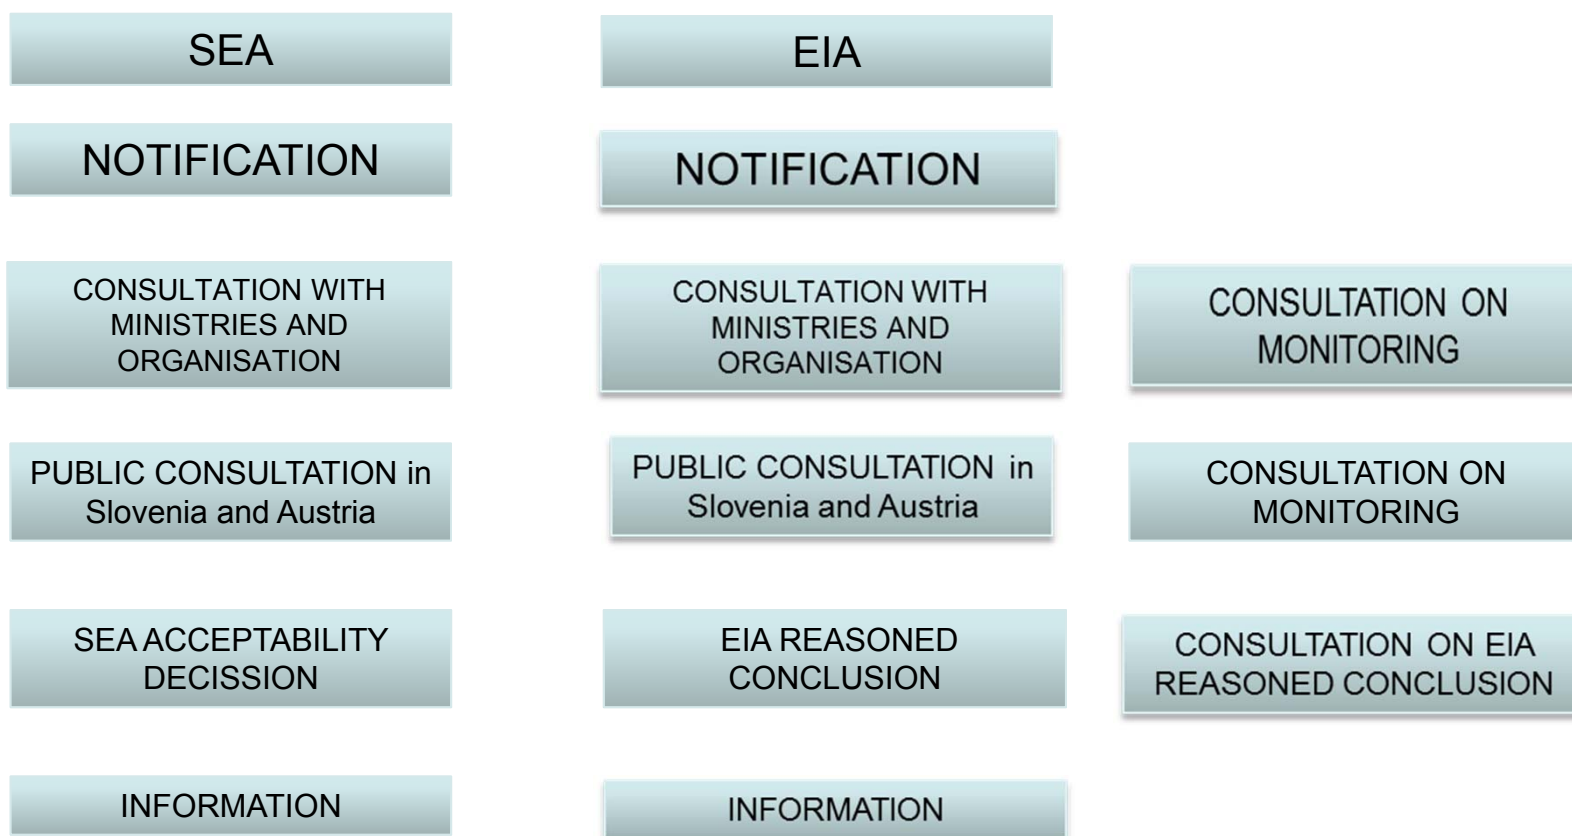 SEA
EIA
NOTIFICATION
NOTIFICATION
CONSULTATION WITH
MINISTRIES AND
ORGANISATION
CONSULTATION WITH
MINISTRIES AND
ORGANISATION
CONSULTATION ON
MONITORING
PUBLIC CONSULTATION in
Slovenia and Austria
PUBLIC CONSULTATION in
Slovenia and Austria
CONSULTATION ON
MONITORING
SEA ACCEPTABILITY
DECISSION
EIA REASONED
CONCLUSION
CONSULTATION ON EIA
REASONED CONCLUSION
INFORMATION
INFORMATION